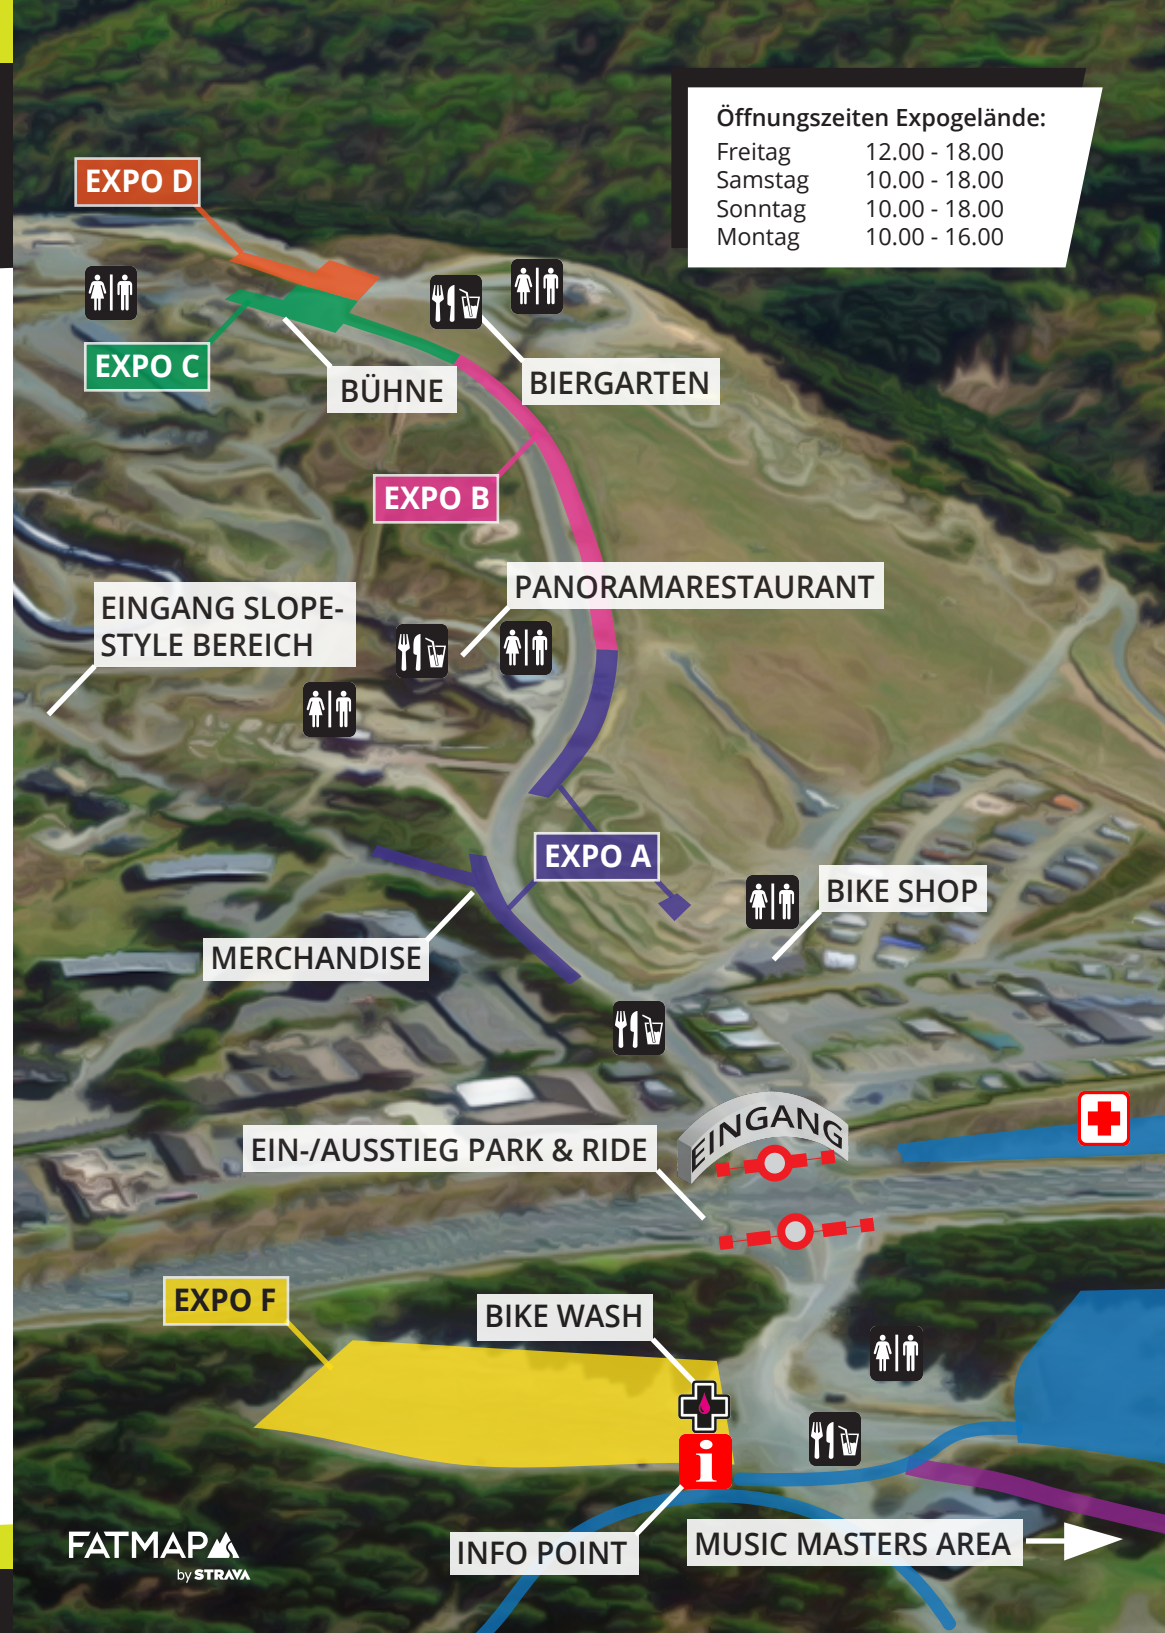 Öffnungszeiten Expogelände:
Freitag 12.00 - 18.00
Samstag 10.00 - 18.00
Sonntag 10.00 - 18.00
Montag 10.00 - 16.00
EXPO D
EXPO C
BÜHNE
BIERGARTEN
EXPO B
PANORAMARESTAURANT
EINGANG SLOPE-
STYLE BEREICH
EXPO A
BIKE SHOP
MERCHANDISE
EINGANG
EIN-/AUSSTIEG PARK & RIDE
EXPO F
BIKE WASH
i
INFO POINT
MUSIC MASTERS AREA
FATMAP
by STRAVA